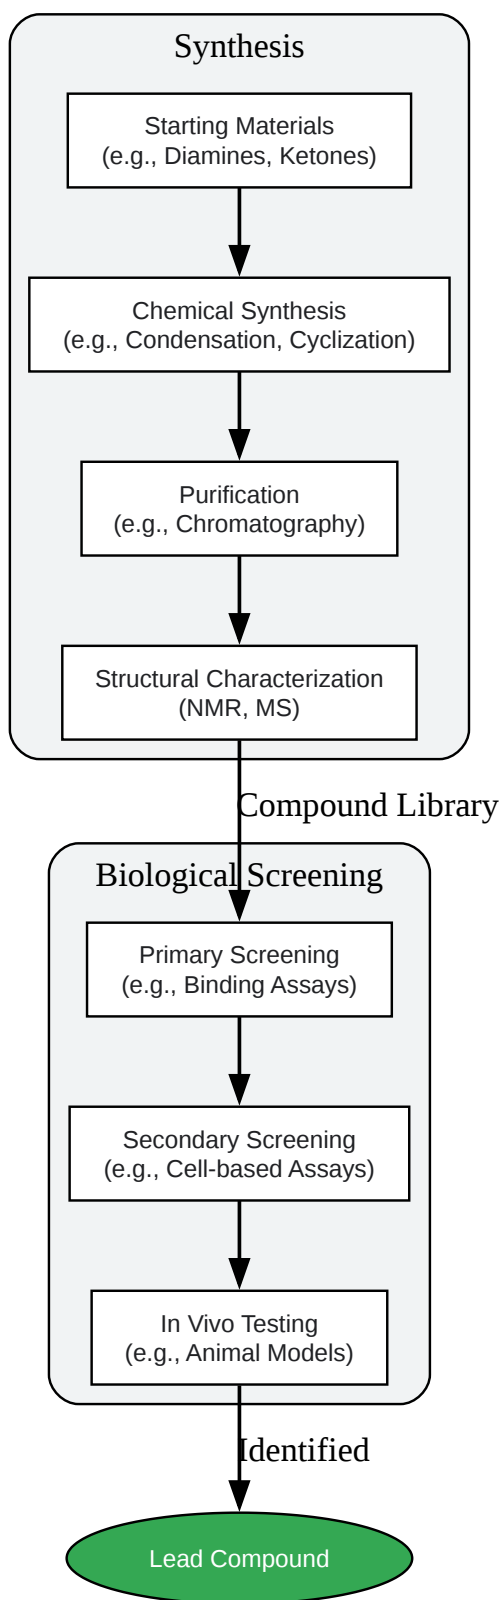 Synthesis
Starting Materials
(e.g., Diamines, Ketones)
Chemical Synthesis
(e.g., Condensation, Cyclization)
Purification
(e.g., Chromatography)
Structural Characterization
(NMR, MS)
Compound Library
Biological Screening
Primary Screening
(e.g., Binding Assays)
Secondary Screening
(e.g., Cell-based Assays)
In Vivo Testing
(e.g., Animal Models)
Identified
Lead Compound